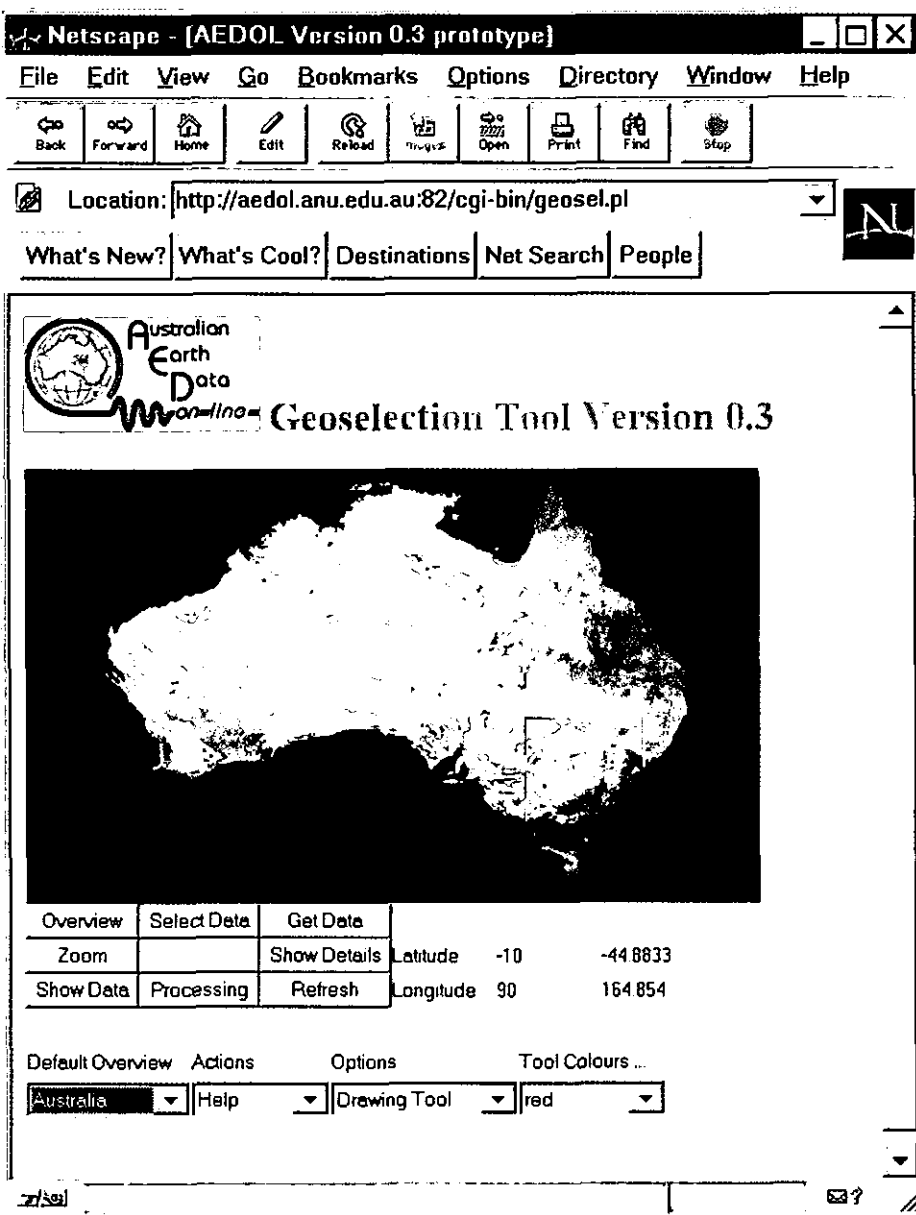 Netscape - [AEDOL Version 0.3 prototype]
File Edit View Go Bookmarks Options Directory Window Help
Back Forward Home Edit Reload Images Open Print Find Stop
Location: http://aedol.anu.edu.au:82/cgi-bin/geosel.pl
N
What's New? What's Cool? Destinations Net Search People
Australian
Earth
Data
on-line
Geoselection Tool Version 0.3
Overview Select Data Get Data
Zoom Show Details Latitude -10 -44.8833
Show Data Processing Refresh Longitude 90 164.854
Default Overview Actions Options Tool Colours ...
Australia Help Drawing Tool red
?